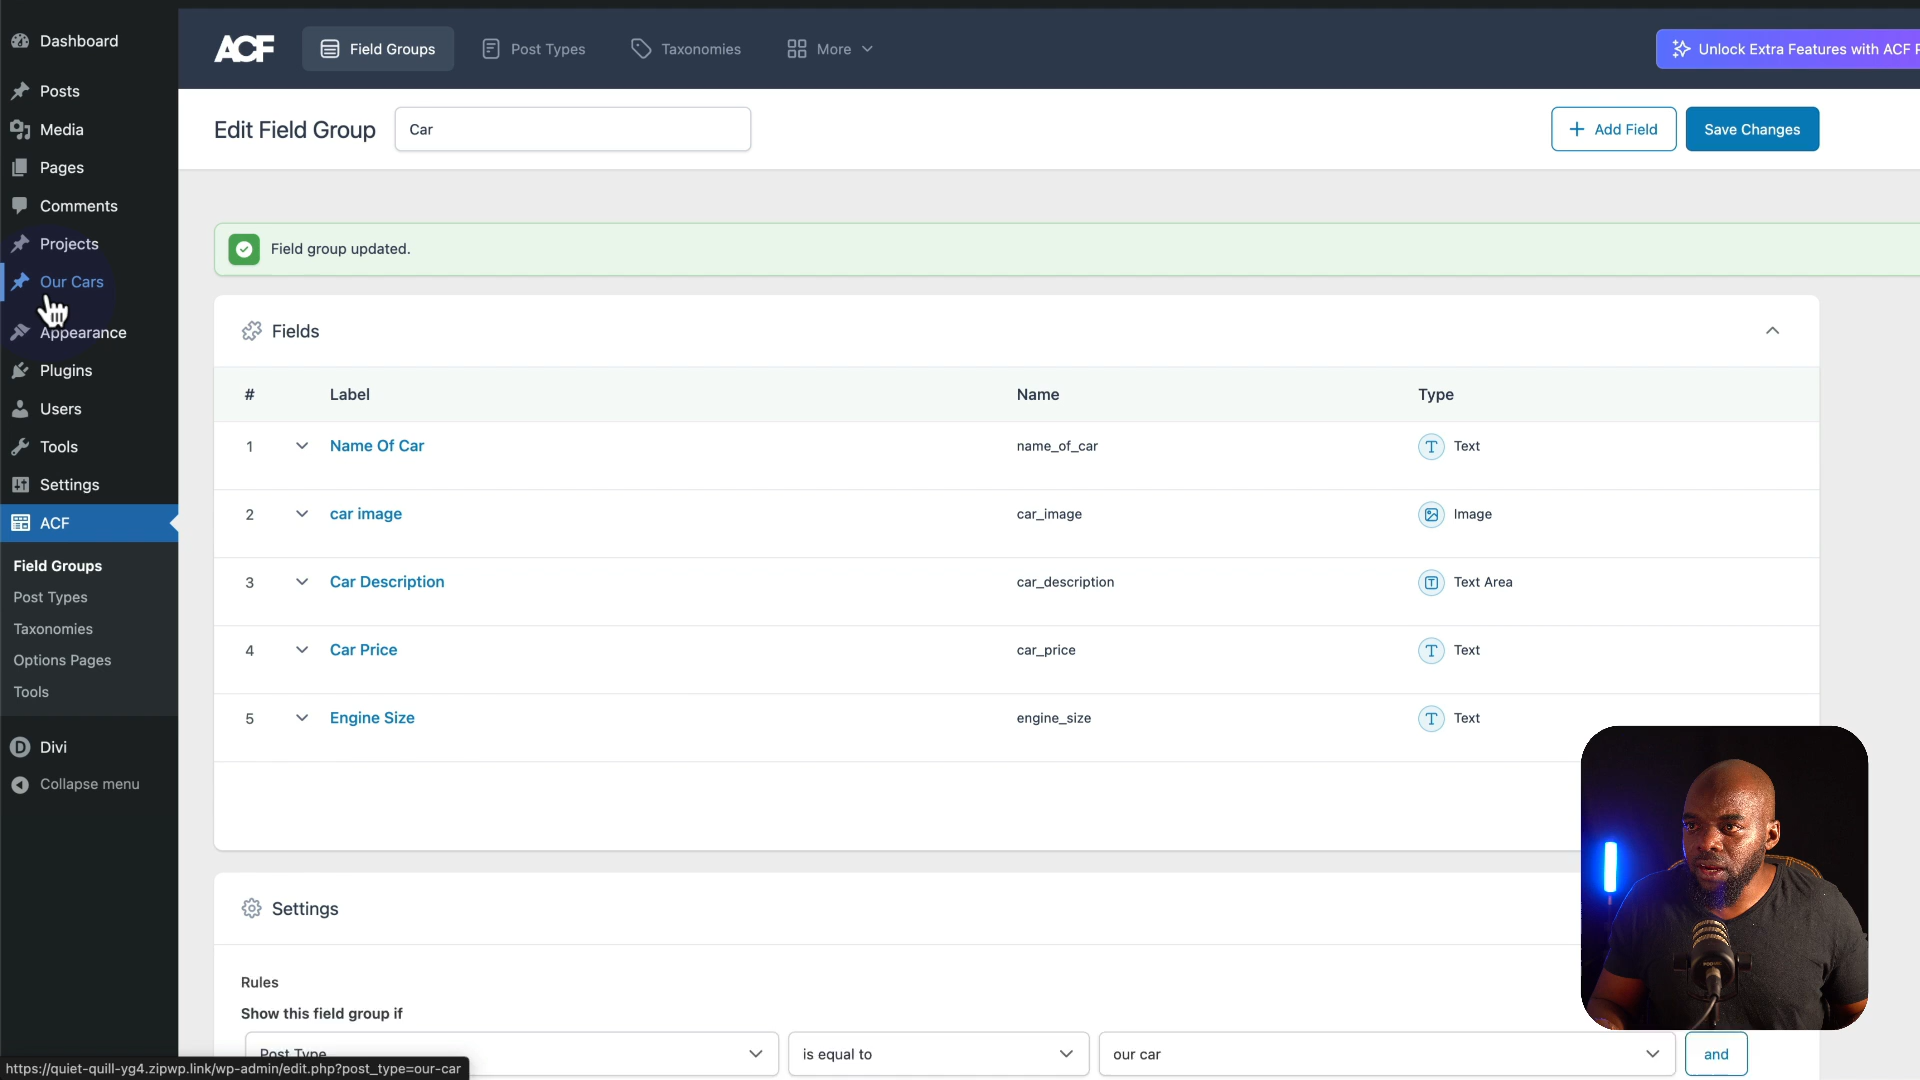 Dashboard
Posts
Media
Pages
Comments
Projects
Our Cars
Appearance
Plugins
Users
Tools
Settings
ACF
Field Groups
Post Types
Taxonomies
Options Pages
Tools
Divi
Collapse menu
ACF
Field Groups
Post Types
Taxonomies
More
Unlock Extra Features with ACF P
Edit Field Group
Car
Add Field
Save Changes
Field group updated.
Fields
# Label Name Type
1 Name Of Car name_of_car Text
2 car image car_image Image
3 Car Description car_description Text Area
4 Car Price car_price Text
5 Engine Size engine_size Text
Settings
Rules
Show this field group if
Post Type is equal to our car and
https://quiet-quill-yg4.zipwp.link/wp-admin/edit.php?post_type=our-car